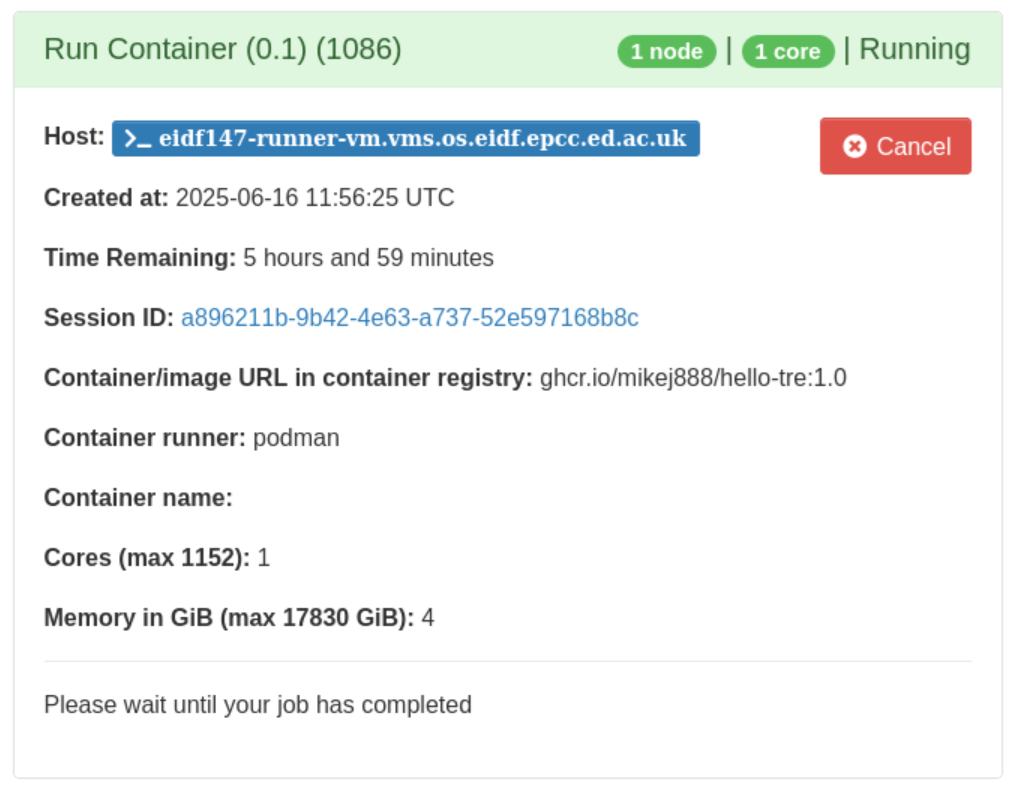 Run Container (0.1) (1086) 1 node | 1 core | Running
Host: >_ eidf147-runner-vm.vms.os.eidf.epcc.ed.ac.uk Cancel
Created at: 2025-06-16 11:56:25 UTC
Time Remaining: 5 hours and 59 minutes
Session ID: a896211b-9b42-4e63-a737-52e597168b8c
Container/image URL in container registry: ghcr.io/mikej888/hello-tre:1.0
Container runner: podman
Container name:
Cores (max 1152): 1
Memory in GiB (max 17830 GiB): 4
Please wait until your job has completed